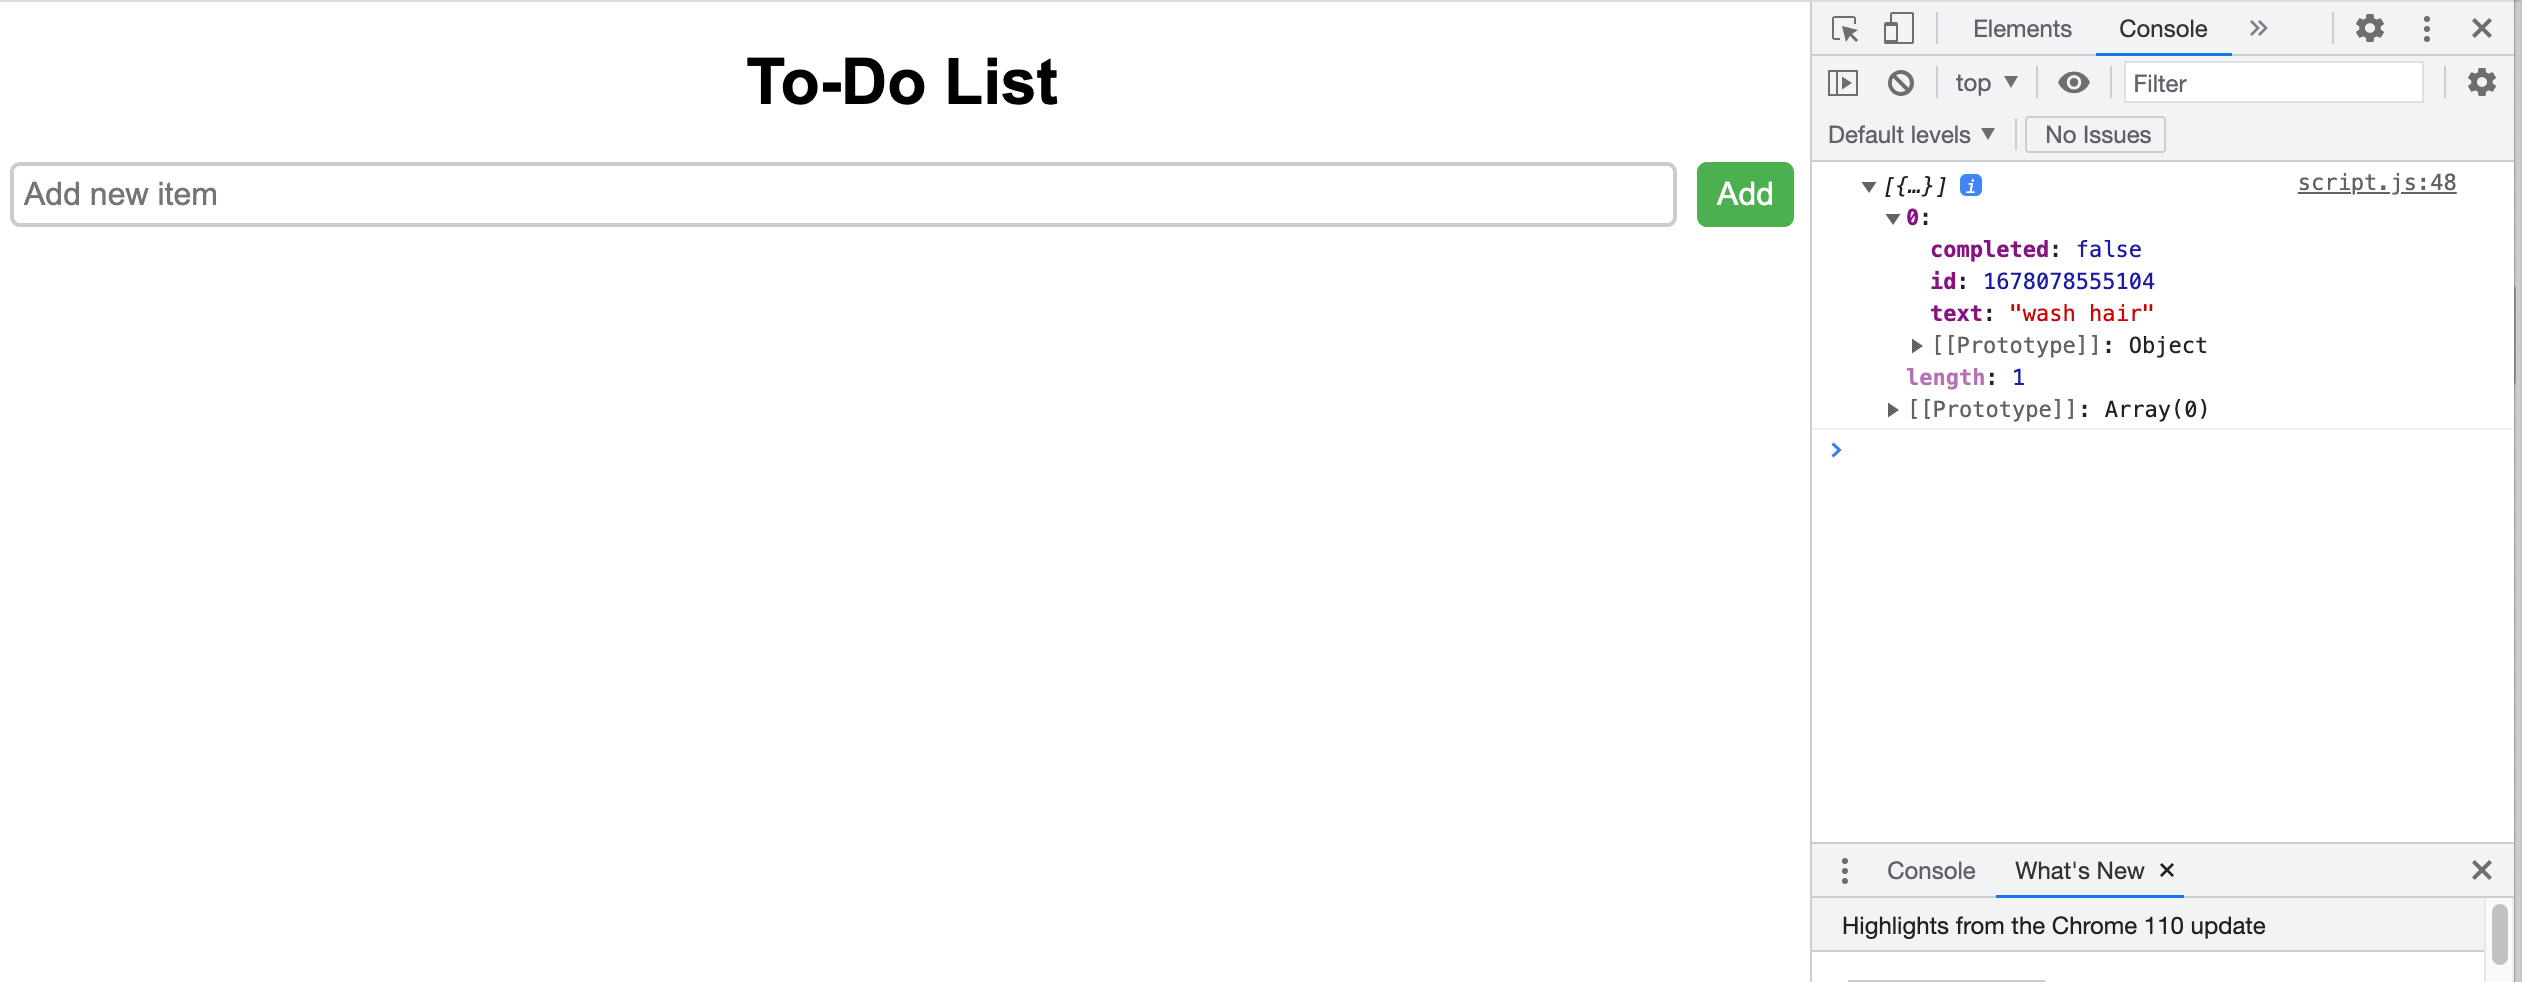 To-Do List
Add new item
Add
Elements Console
top Filter
Default levels No Issues
[{…}] i script.js:48
0:
completed: false
id: 1678078555104
text: "wash hair"
[[Prototype]]: Object
length: 1
[[Prototype]]: Array(0)
Console What's New
Highlights from the Chrome 110 update